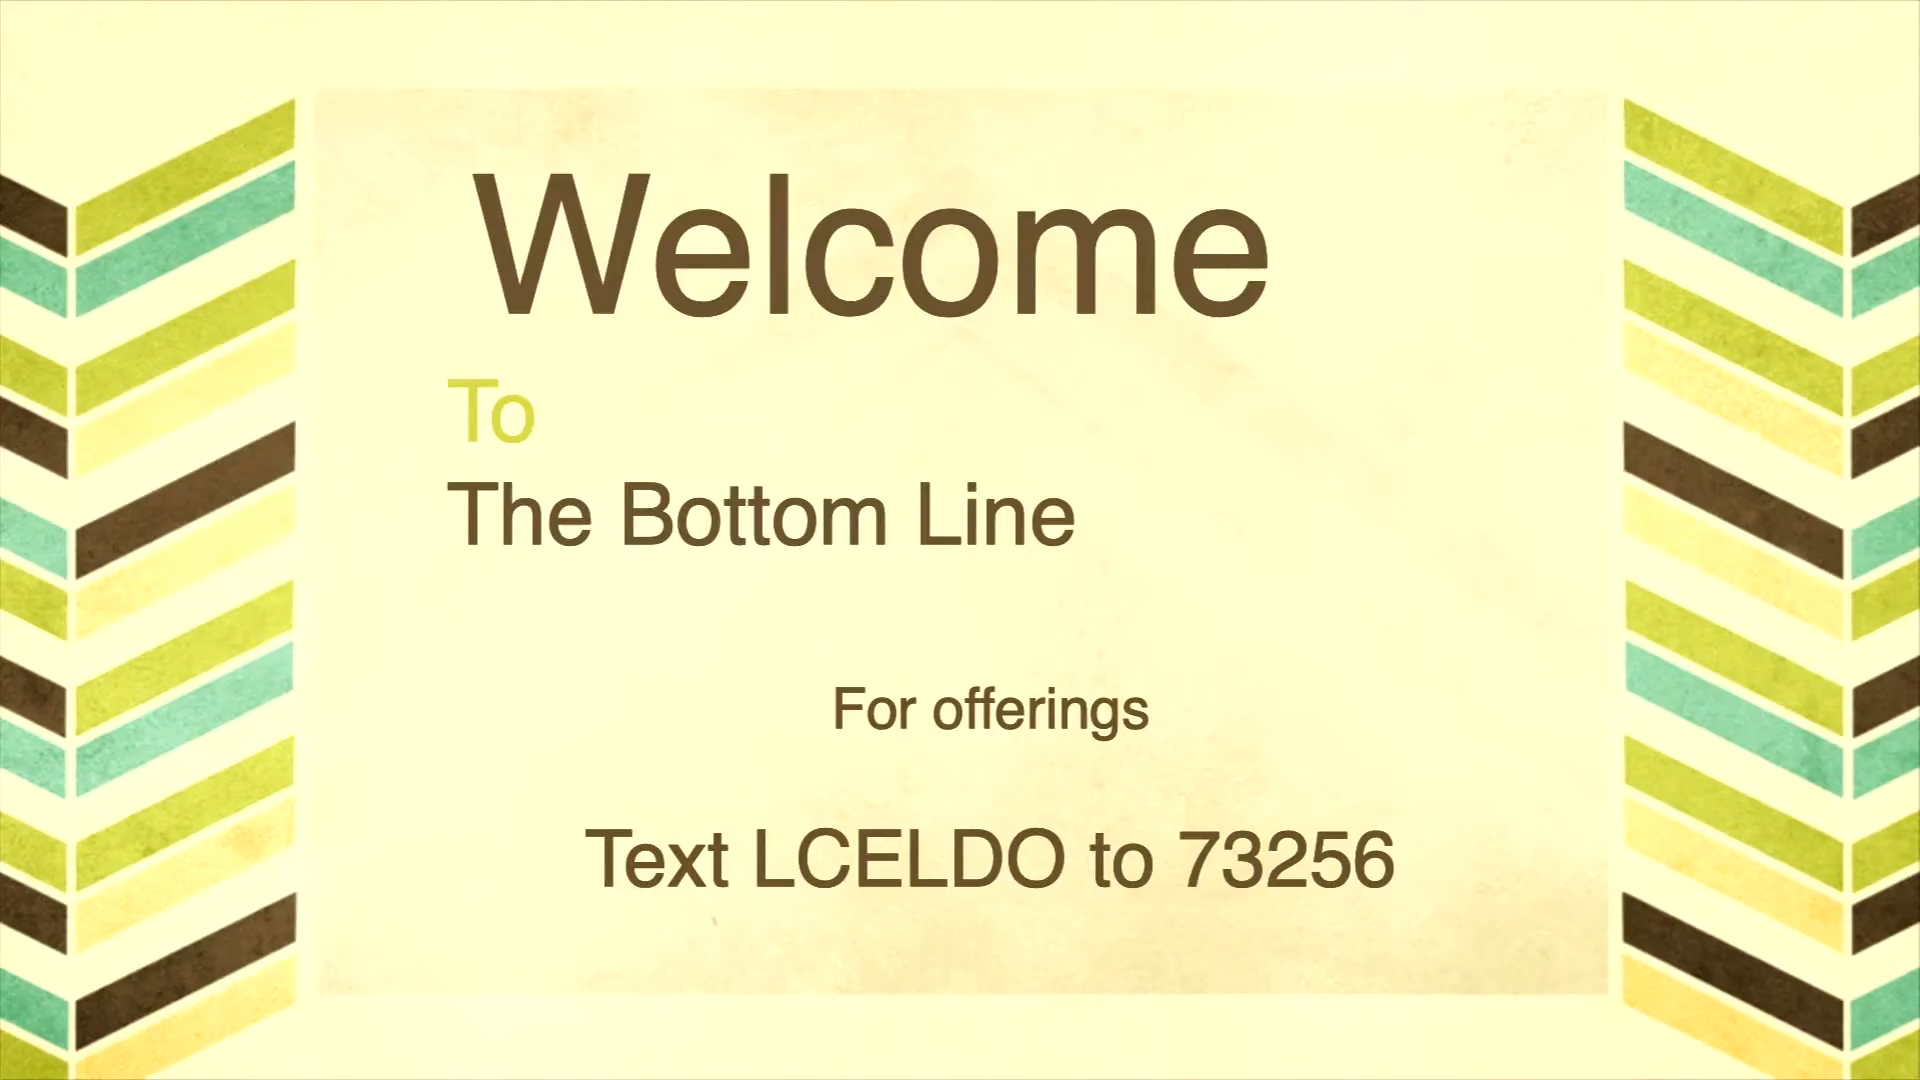 Welcome
To
The Bottom Line
For offerings
Text LCELDO to 73256